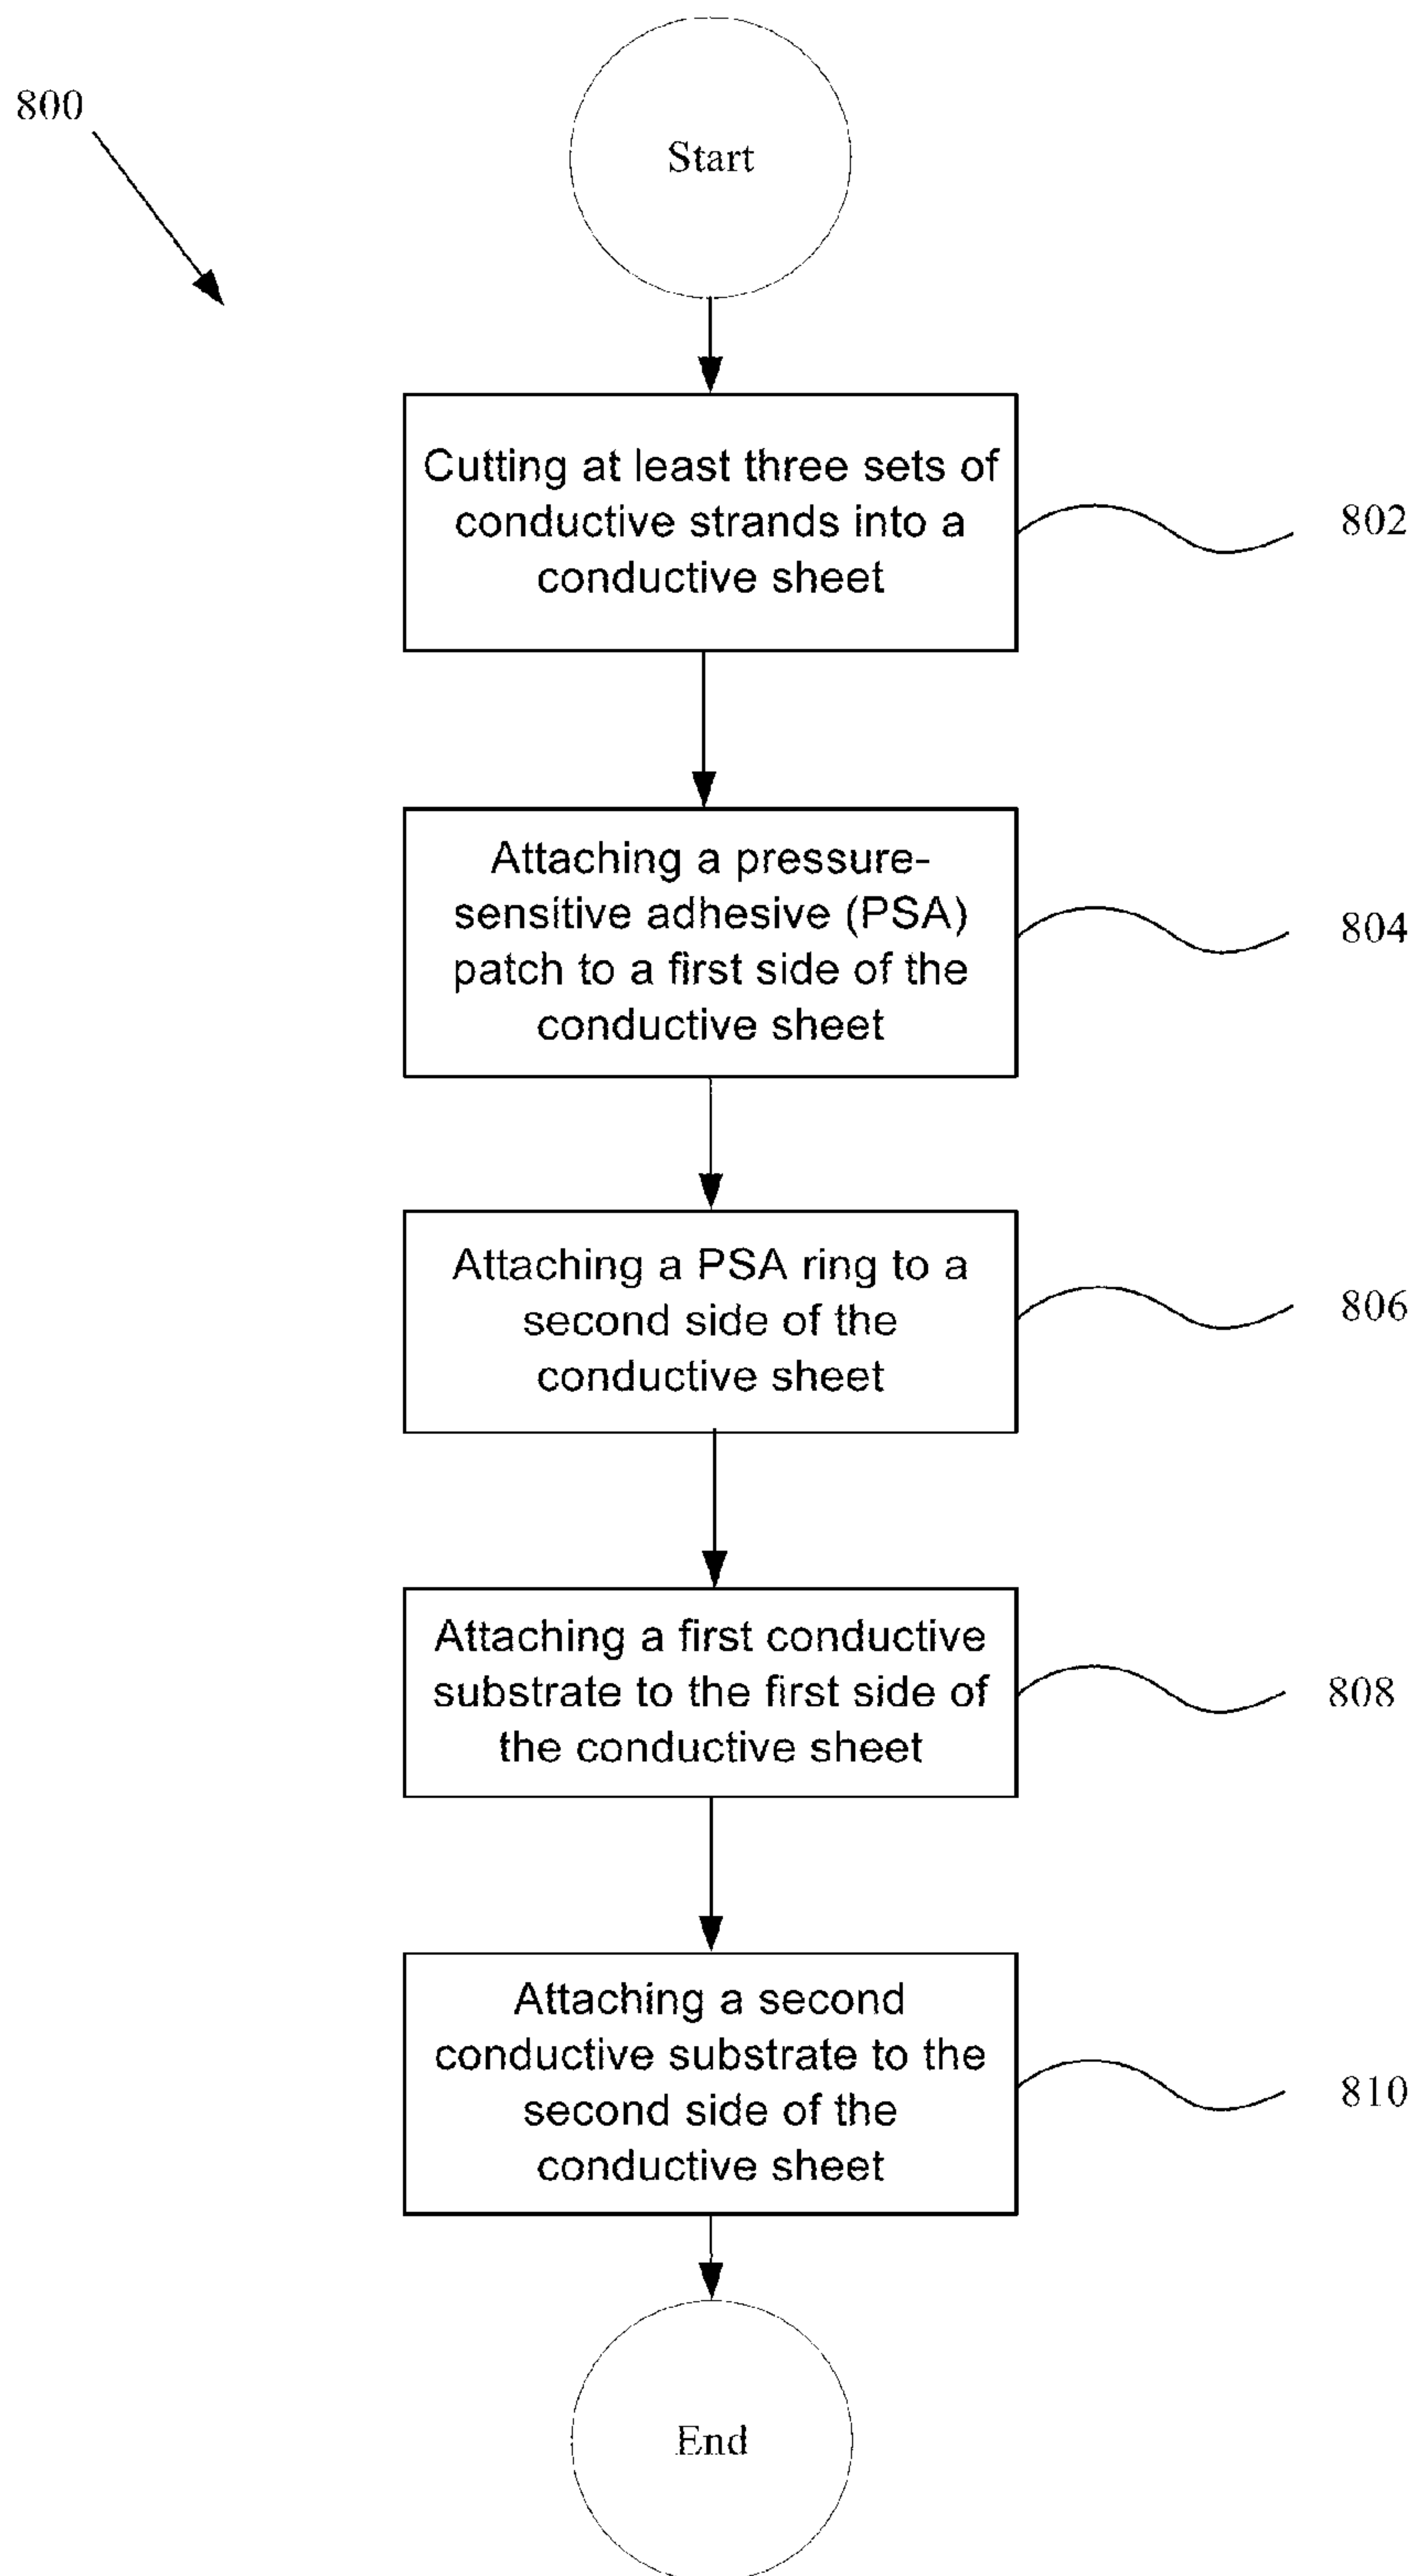 800
Start
Cutting at least three sets of
conductive strands into a
conductive sheet
802
Attaching a pressure-
sensitive adhesive (PSA)
patch to a first side of the
conductive sheet
804
Attaching a PSA ring to a
second side of the
conductive sheet
806
Attaching a first conductive
substrate to the first side of
the conductive sheet
808
Attaching a second
conductive substrate to the
second side of the
conductive sheet
810
End